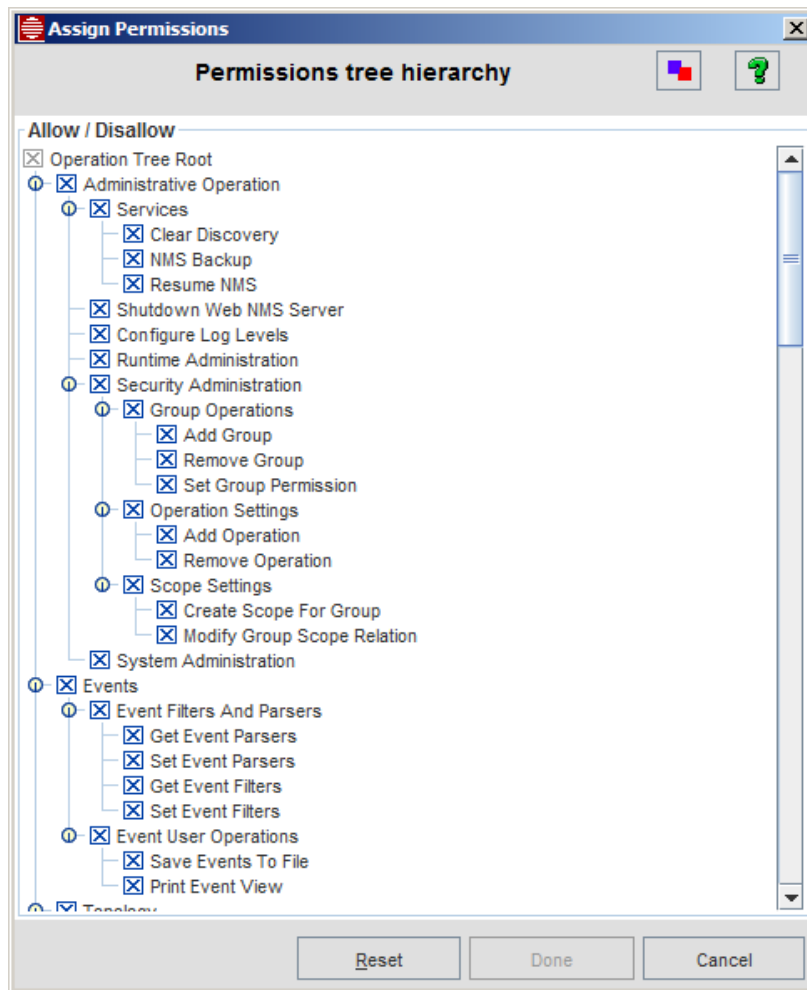 Assign Permissions
Permissions tree hierarchy
Allow / Disallow
Operation Tree Root
Administrative Operation
Services
Clear Discovery
NMS Backup
Resume NMS
Shutdown Web NMS Server
Configure Log Levels
Runtime Administration
Security Administration
Group Operations
Add Group
Remove Group
Set Group Permission
Operation Settings
Add Operation
Remove Operation
Scope Settings
Create Scope For Group
Modify Group Scope Relation
System Administration
Events
Event Filters And Parsers
Get Event Parsers
Set Event Parsers
Get Event Filters
Set Event Filters
Event User Operations
Save Events To File
Print Event View
Topology
Reset Done Cancel